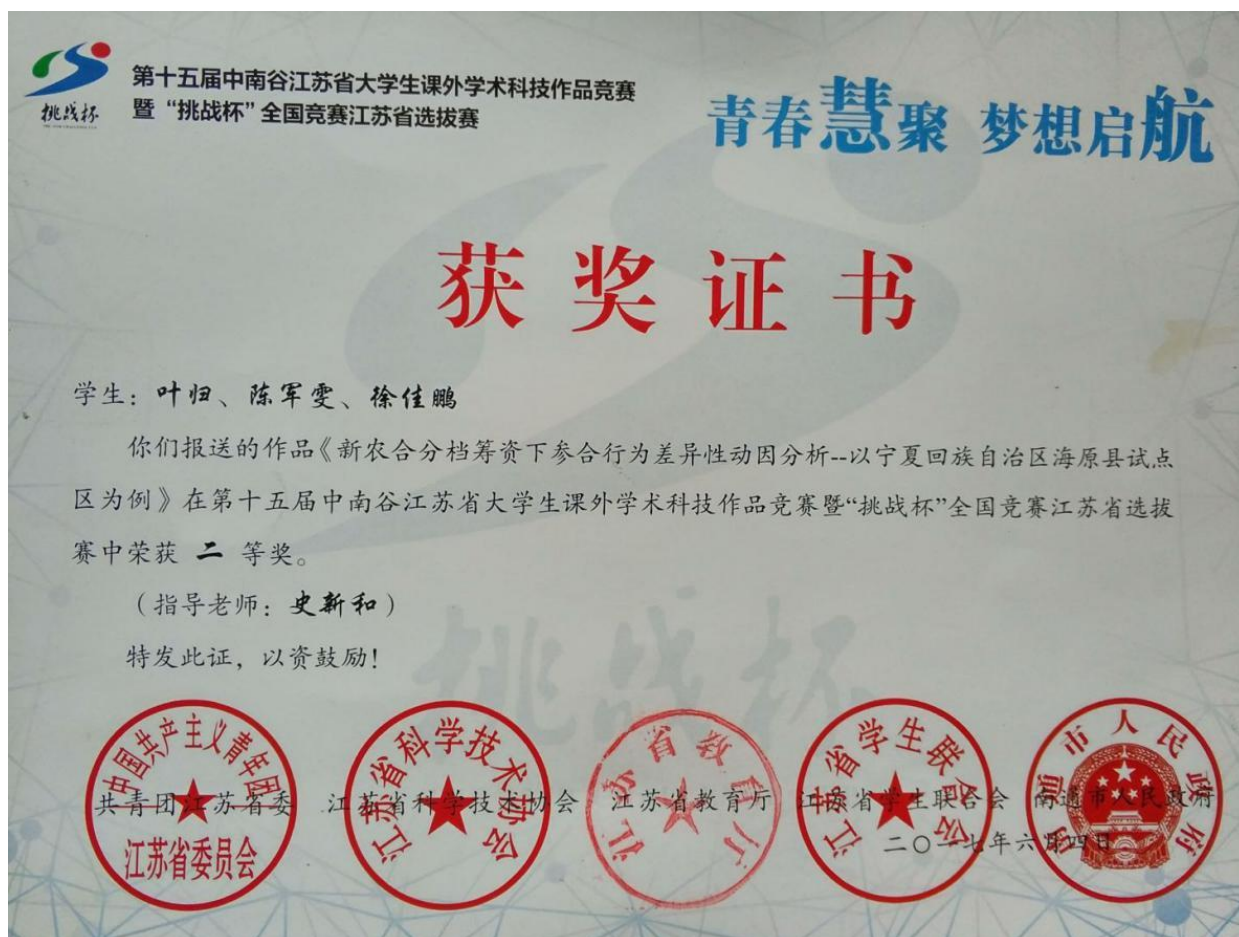 挑战杯
第十五届中南谷江苏省大学生课外学术科技作品竞赛
暨“挑战杯”全国竞赛江苏省选拔赛
青春慧聚 梦想启航
获奖证书
学生：叶归、陈军雯、徐佳鹏
你们报送的作品《新农合分档筹资下参合行为差异性动因分析--以宁夏回族自治区海原县试点
区为例》在第十五届中南谷江苏省大学生课外学术科技作品竞赛暨“挑战杯”全国竞赛江苏省选拔
赛中荣获 二 等奖。
（指导老师：史新和）
特发此证，以资鼓励！
挑战杯
共青团江苏省委 江苏省科学技术协会 江苏省教育厅 江苏省学生联合会 南通市人民政府
二〇一七年六月四日
中国共产主义青年团
江苏省委员会
江苏省科学技术协会
江苏省教育厅
江苏省学生联合会
南通市人民政府